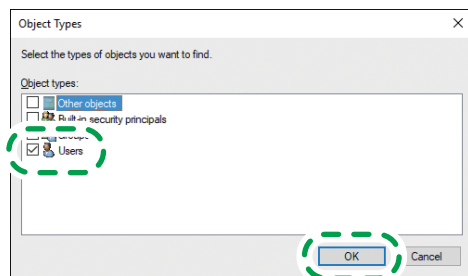 Object Types
Select the types of objects you want to find.
Object types:
Other objects
Built-in security principals
Groups
Users
OK
Cancel